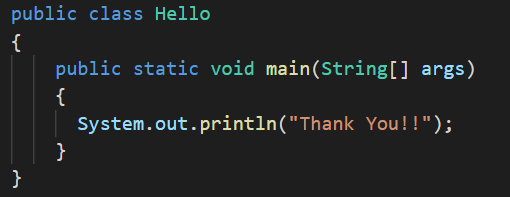 public class Hello
{
    public static void main(String[] args)
    {
      System.out.println("Thank You!!");
    }
}